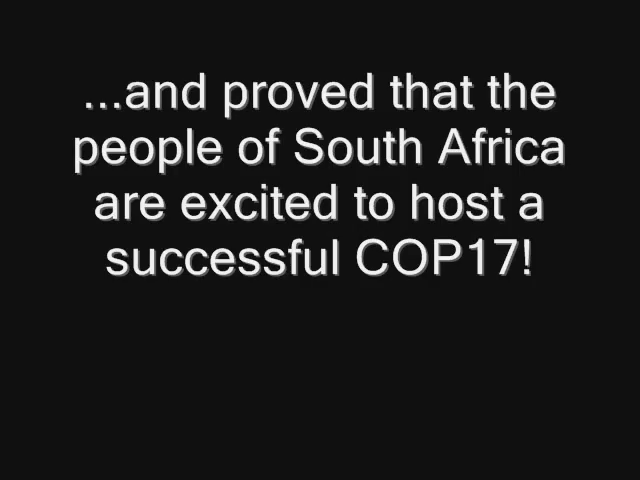 ...and proved that the
people of South Africa
are excited to host a
successful COP17!